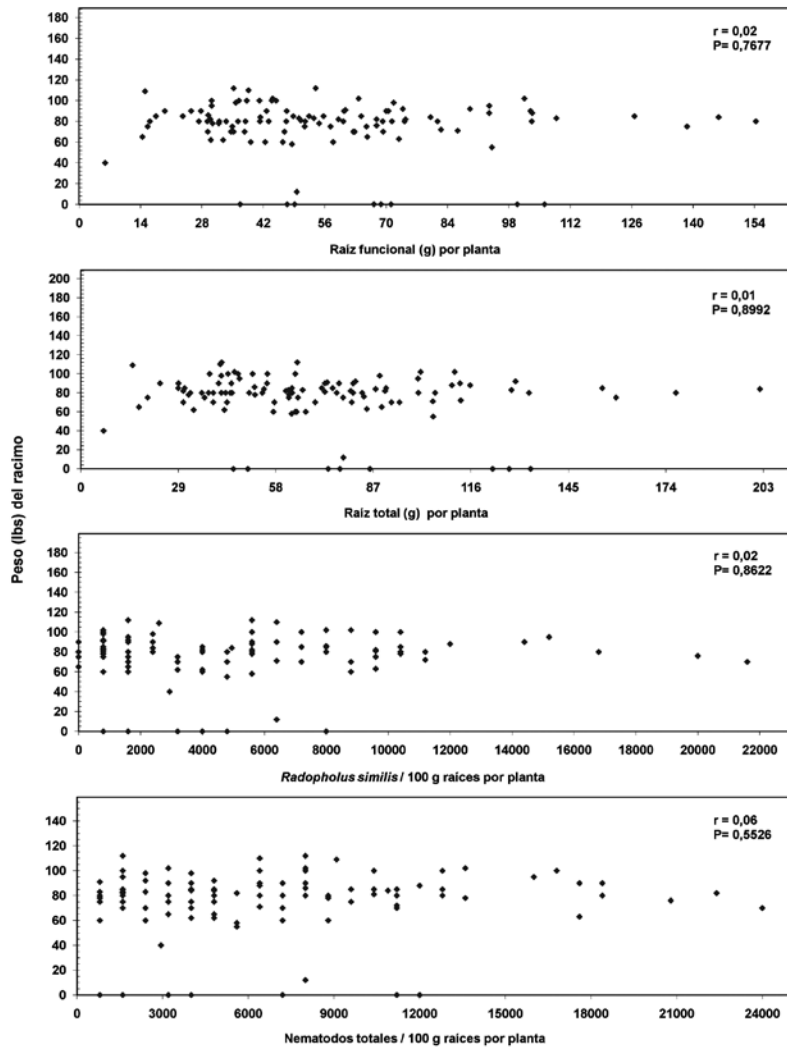 180
160
140
120
100
80
60
40
20
0
r = 0,02
P= 0,7677
0 14 28 42 56 70 84 98 112 126 140 154
Raíz funcional (g) por planta
200
180
160
140
120
100
80
60
40
20
0
r = 0,01
P= 0,8992
0 29 58 87 116 145 174 203
Raíz total (g) por planta
Peso (lbs) del racimo
180
160
140
120
100
80
60
40
20
0
r = 0,02
P= 0,8622
0 2000 4000 6000 8000 10000 12000 14000 16000 18000 20000 22000
Radopholus similis / 100 g raíces por planta
140
120
100
80
60
40
20
0
r = 0,06
P= 0,5526
0 3000 6000 9000 12000 15000 18000 21000 24000
Nematodos totales / 100 g raíces por planta